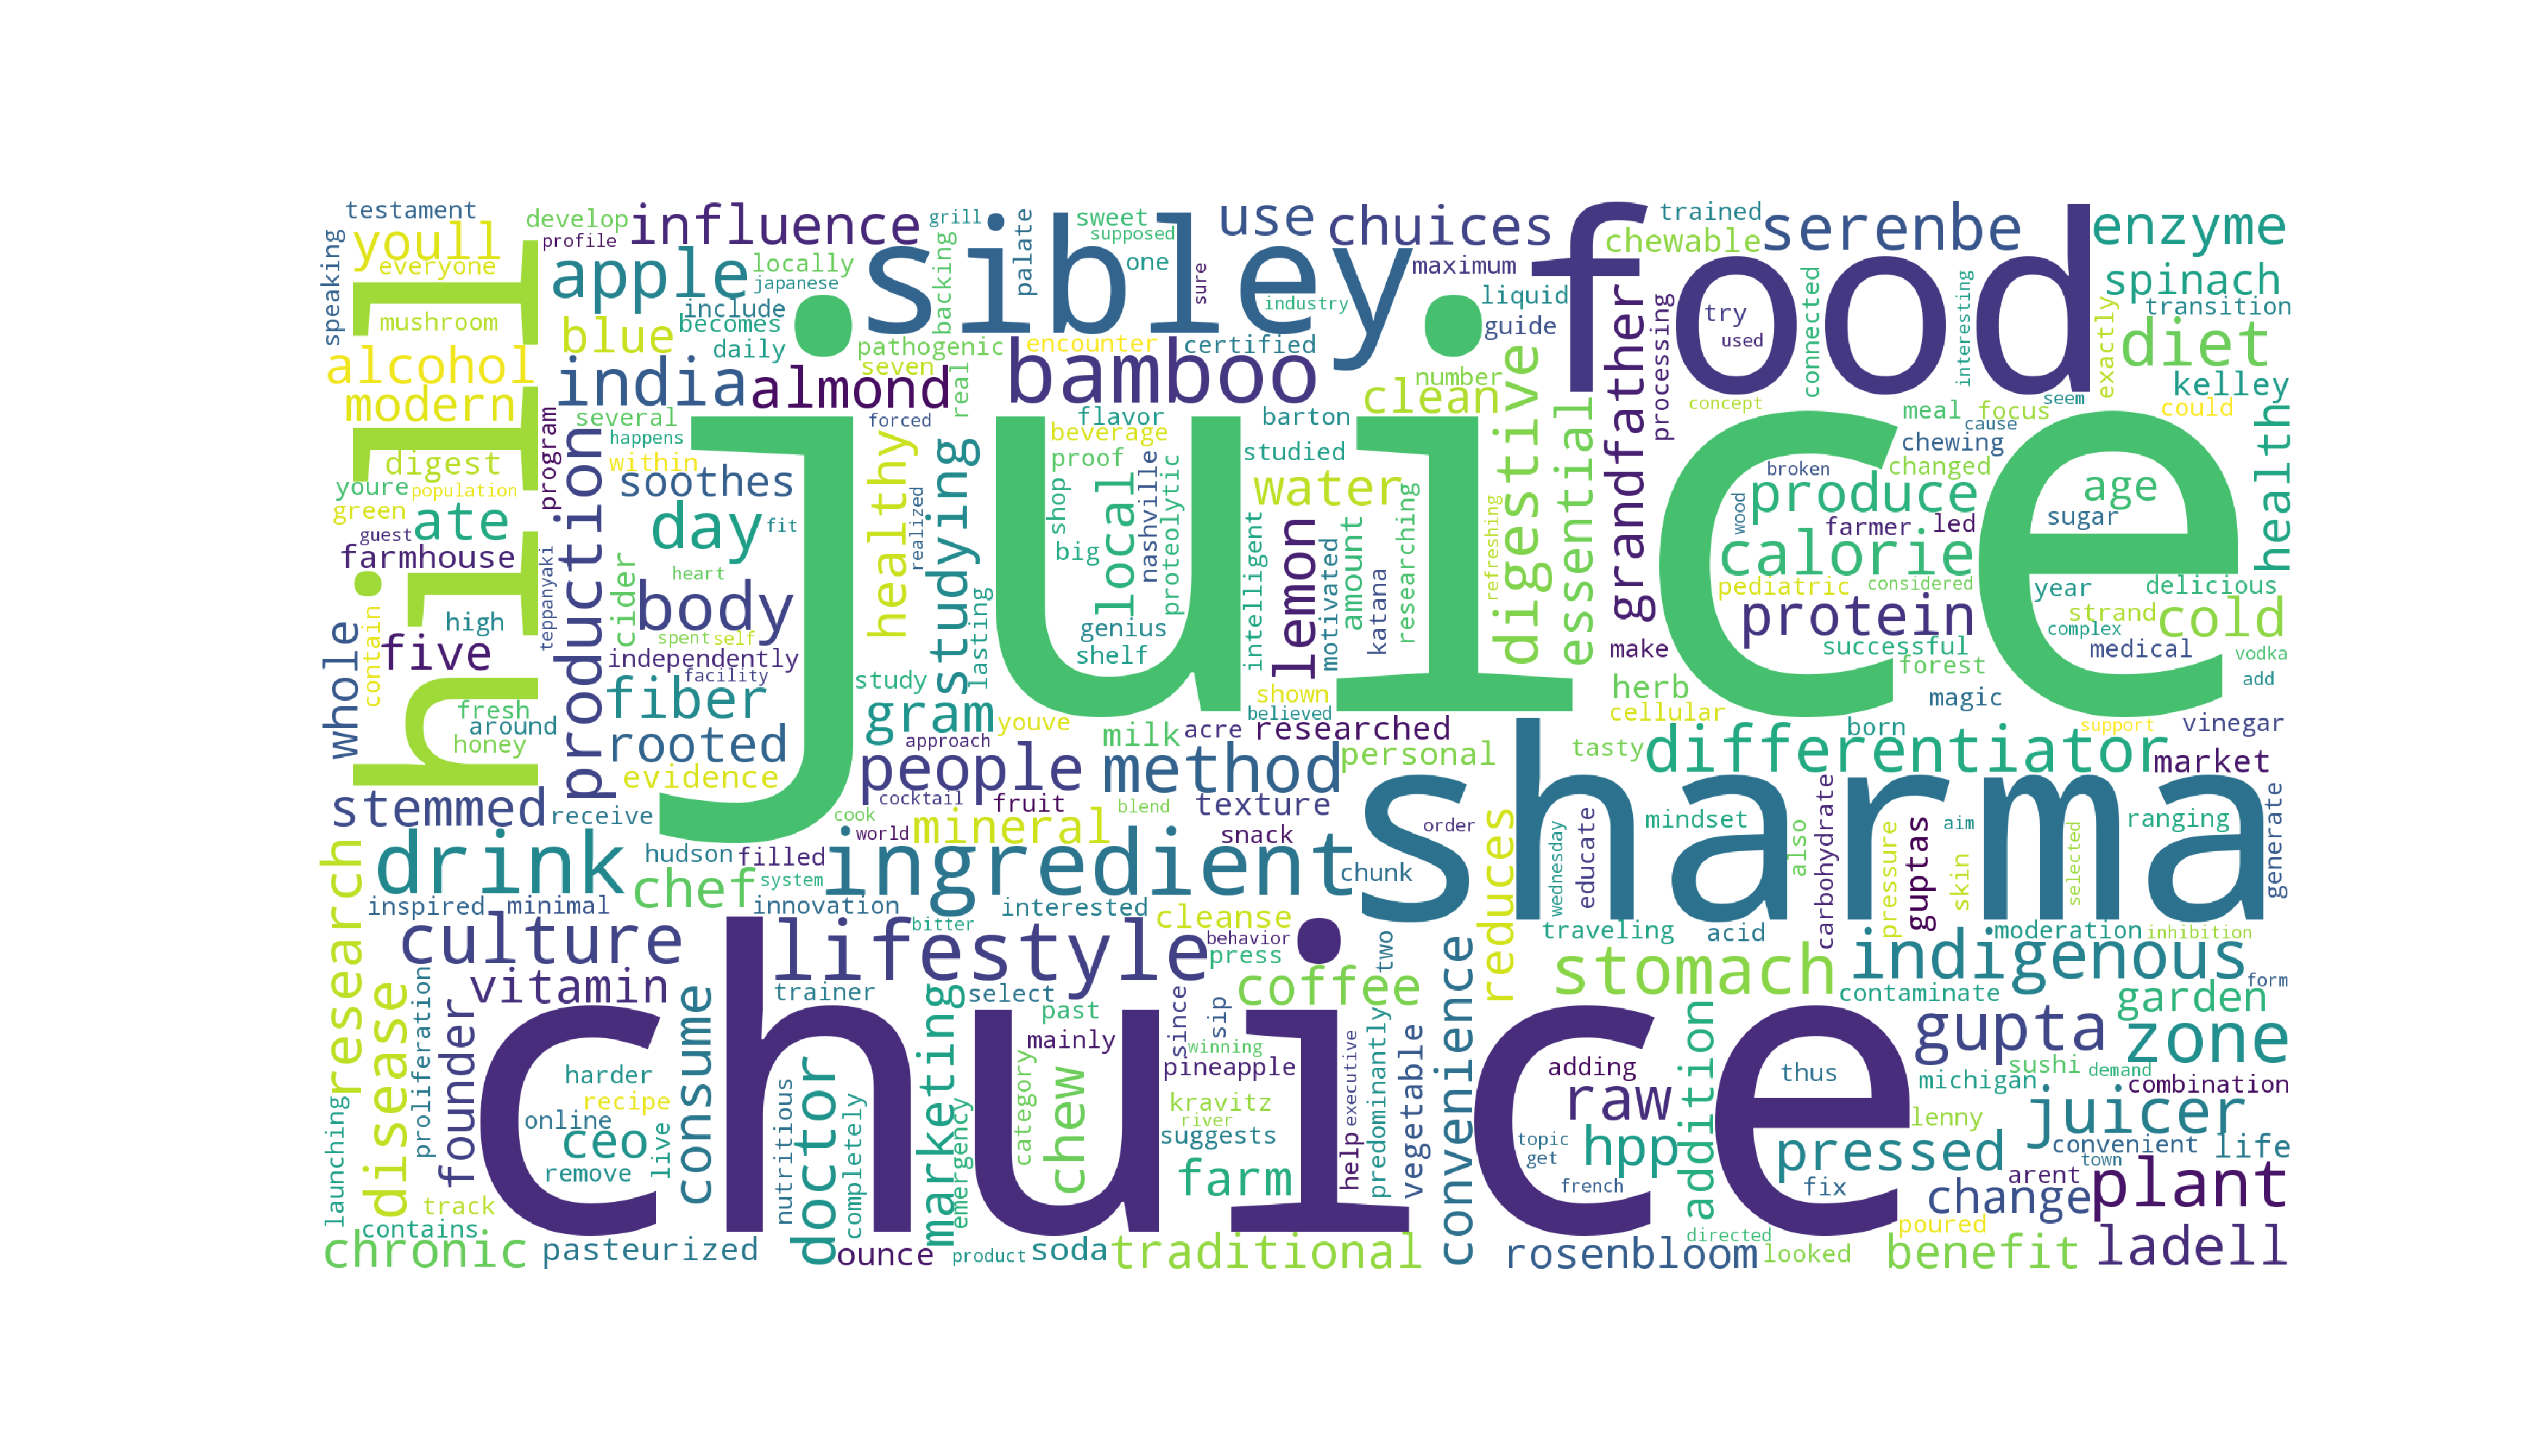 testament
develop
influence
grill
sibley
sweet
supposed
use
chuices
food
trained
serenbe
enzyme
speaking
youll
everyone
profile
apple
locally
japanese
backing
palate
one
sure
maximum
chewable
spinach
mushroom
include
becomes
industry
liquid
guide
grandfather
processing
try
used
connected
interesting
exactly
transition
diet
hill
blue
daily
pathogenic
encounter
certified
alcohol
india
almond
seven
real
bamboo
clean
number
digestive
essential
concept
seem
kelley
modern
program
several
forced
flavor
barton
meal
focus
could
health
happens
healthy
studying
beverage
studied
chewing
cause
digest
production
within
soothes
proof
nashville
proteolytic
water
researching
refreshing
broken
changed
youre
population
juice
realized
shop
local
produce
age
green
ate
day
fit
lemon
motivated
amount
katana
intelligent
wood
farmer
led
sugar
guest
farmhouse
teppanyaki
cider
heart
big
calorie
body
lasting
genius
pediatric
considered
year
delicious
whole
contain
high
five
spent
self
shelf
make
protein
strand
cold
independently
facility
complex
medical
successful
fresh
fiber
study
shown
herb
forest
vodka
around
honey
gram
youve
believed
cellular
magic
add
rooted
approach
milk
acre
researched
born
support
vinegar
evidence
people
method
personal
tasty
differentiator
market
stemmed
receive
cocktail
fruit
blend
texture
sharma
cook
world
mineral
snack
order
reduces
wednesday
educate
mindset
also
carbohydrate
pressure
guptas
aim
skin
selected
ranging
generate
research
drink
hudson
filled
ingredient
chunk
chef
system
inspired
minimal
innovation
interested
cleanse
culture
lifestyle
bitter
behavior
press
two
traveling
acid
moderation
inhibition
disease
proliferation
vitamin
trainer
select
coffee
convenience
stomach
indigenous
form
founder
consume
marketing
past
since
sip
contaminate
garden
chuice
mainly
winning
executive
predominantly
vegetable
addition
gupta
zone
harder
doctor
category
chew
pineapple
adding
thus
sushi
demand
launching
recipe
nutritious
completely
emergency
kravitz
river
help
raw
michigan
combination
online
ceo
live
suggests
topic
hpp
lenny
juicer
remove
farm
get
pressed
convenient
life
town
track
french
fix
arent
plant
contains
change
chronic
pasteurized
ounce
product
soda
traditional
rosenbloom
directed
looked
poured
benefit
ladell